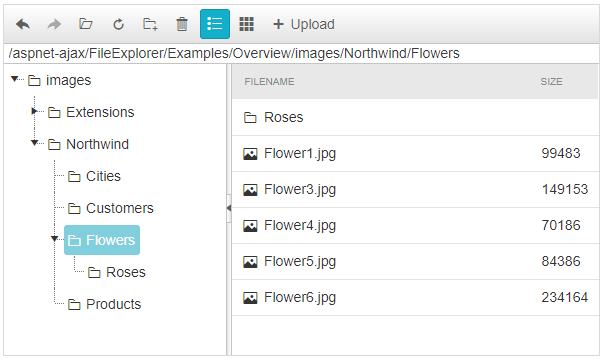 Upload
/aspnet-ajax/FileExplorer/Examples/Overview/images/Northwind/Flowers
images
Extensions
Northwind
Cities
Customers
Flowers
Roses
Products
FILENAME SIZE
Roses
Flower1.jpg 99483
Flower3.jpg 149153
Flower4.jpg 70186
Flower5.jpg 84386
Flower6.jpg 234164